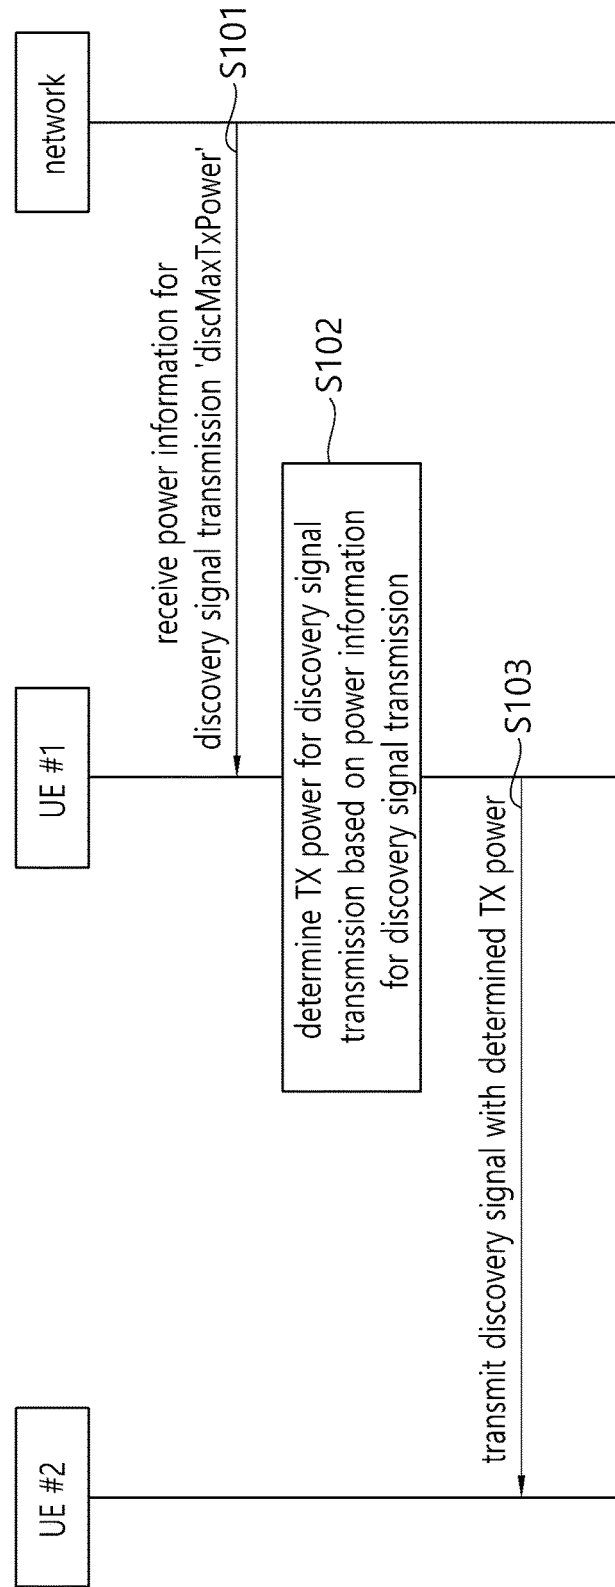 UE #2
UE #1
network
receive power information for
discovery signal transmission 'discMaxTxPower'
S101
determine TX power for discovery signal
transmission based on power information
for discovery signal transmission
S102
transmit discovery signal with determined TX power
S103